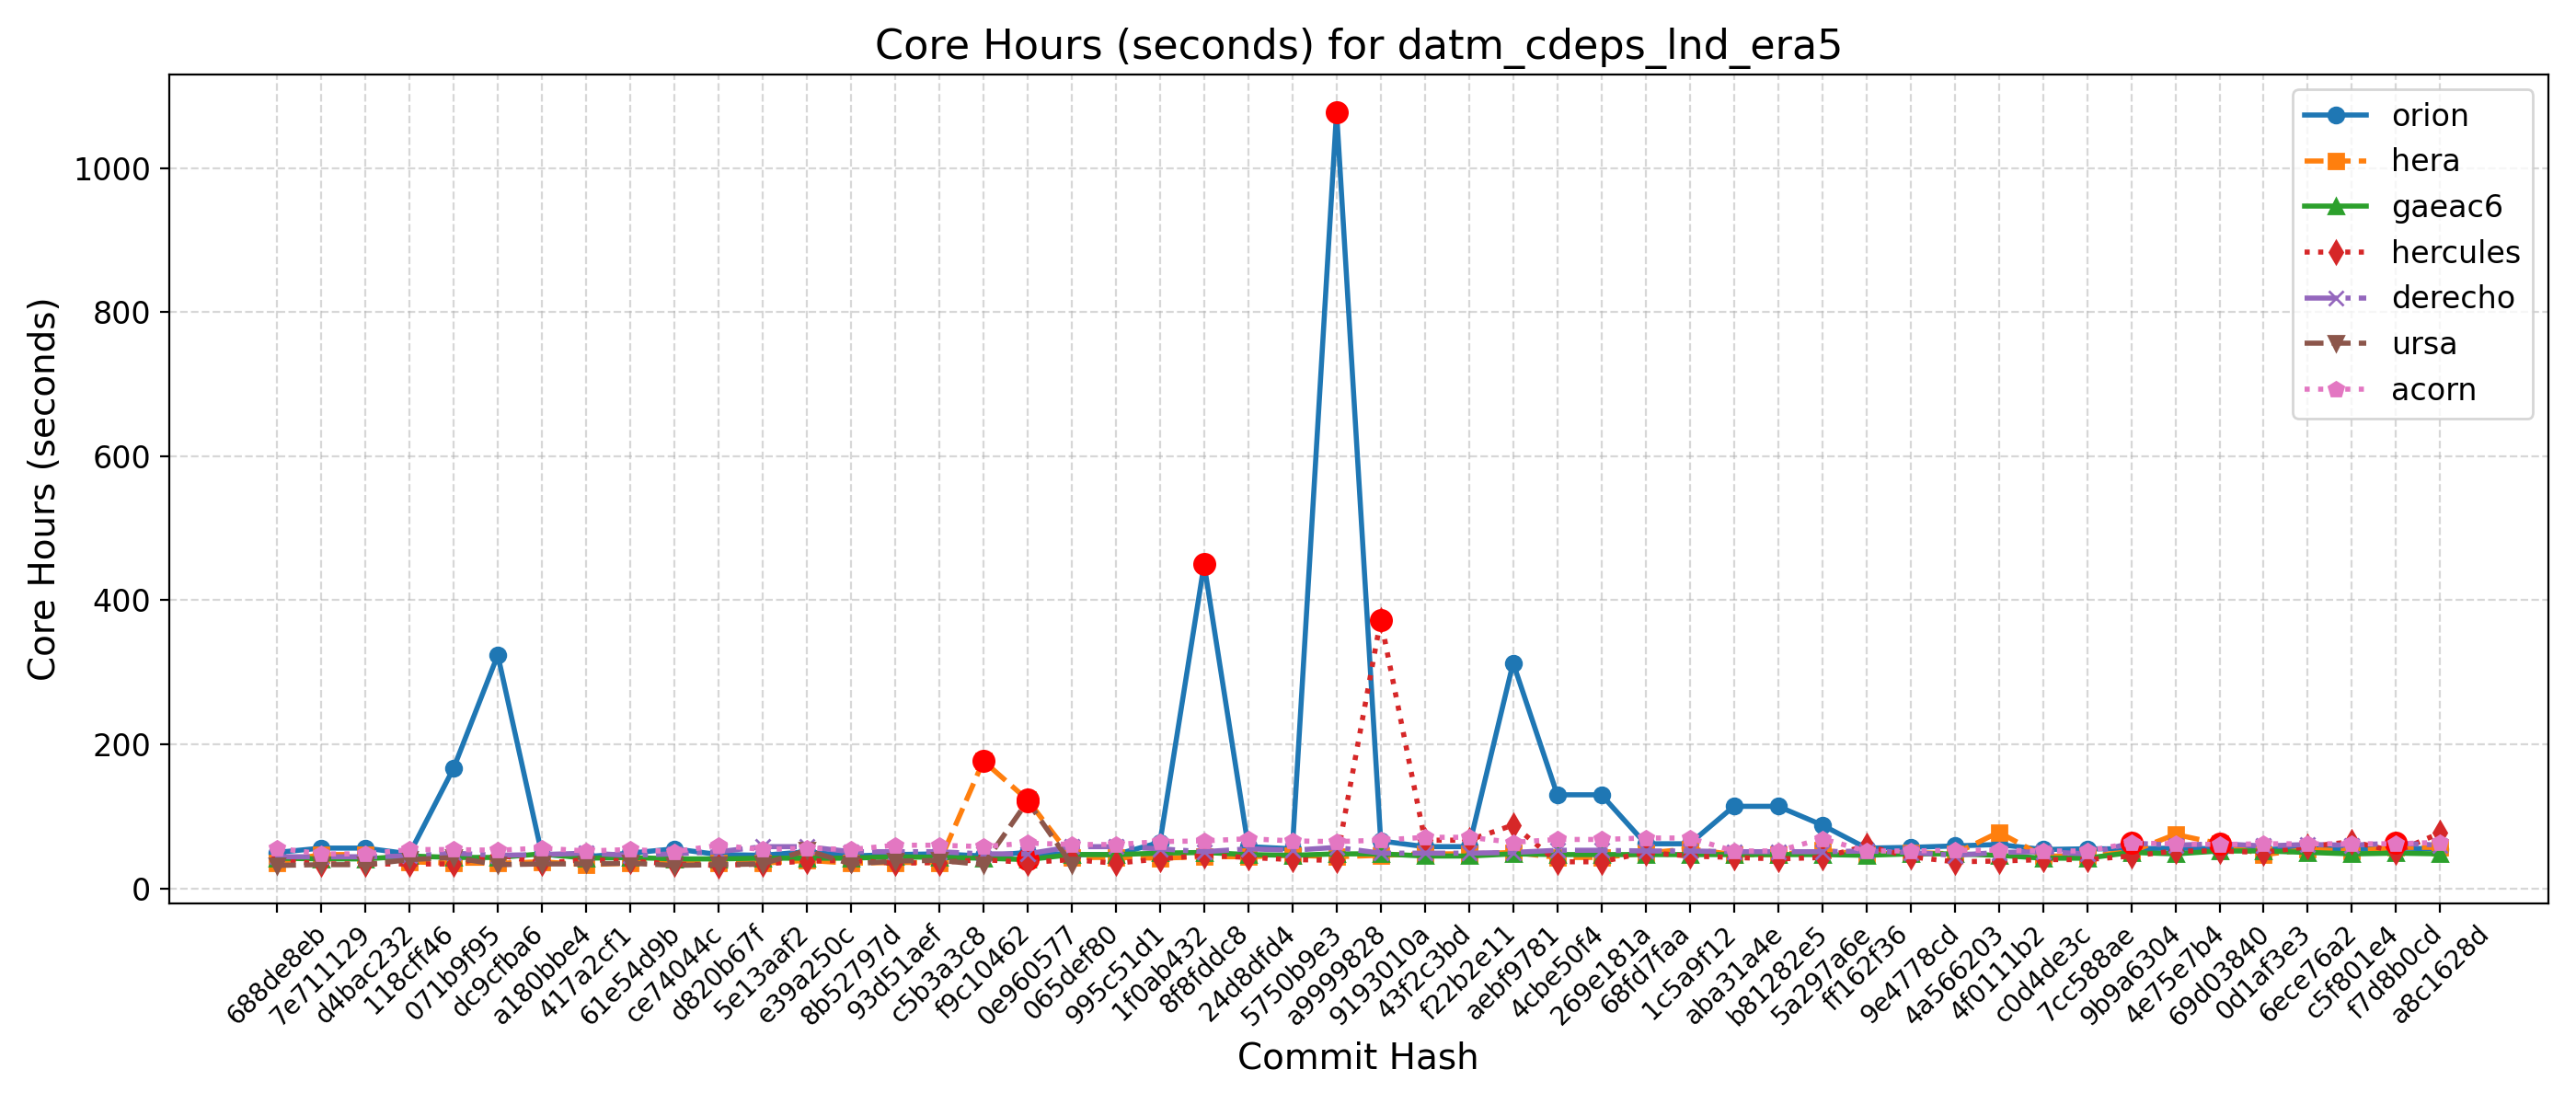 Core Hours (seconds) for datm_cdeps_lnd_era5
Core Hours (seconds)
1000
800
600
400
200
0
orion
hera
gaeac6
hercules
derecho
ursa
acorn
688de8eb
7e711129
d4bac232
118cff46
071b9f95
dc9cfba6
a180bbe4
417a2cf1
61e54d9b
ce74044c
d820b67f
5e13aaf2
e39a250c
8b52797d
93d51aef
c5b3a3c8
f9c10462
0e960577
065def80
995c51d1
1f0ab432
8f8fddc8
24d8dfd4
5750b9e3
a9999828
9193010a
43f2c3bd
f22b2e11
aebf9781
4cbe50f4
269e181a
68fd7faa
1c5a9f12
aba31a4e
b81282e5
5a297a6e
ff162f36
9e4778cd
4a566203
4f0111b2
c0d4de3c
7cc588ae
9b9a6304
4e75e7b4
69d03840
0d1af3e3
6ece76a2
c5f801e4
f7d8b0cd
a8c1628d
Commit Hash